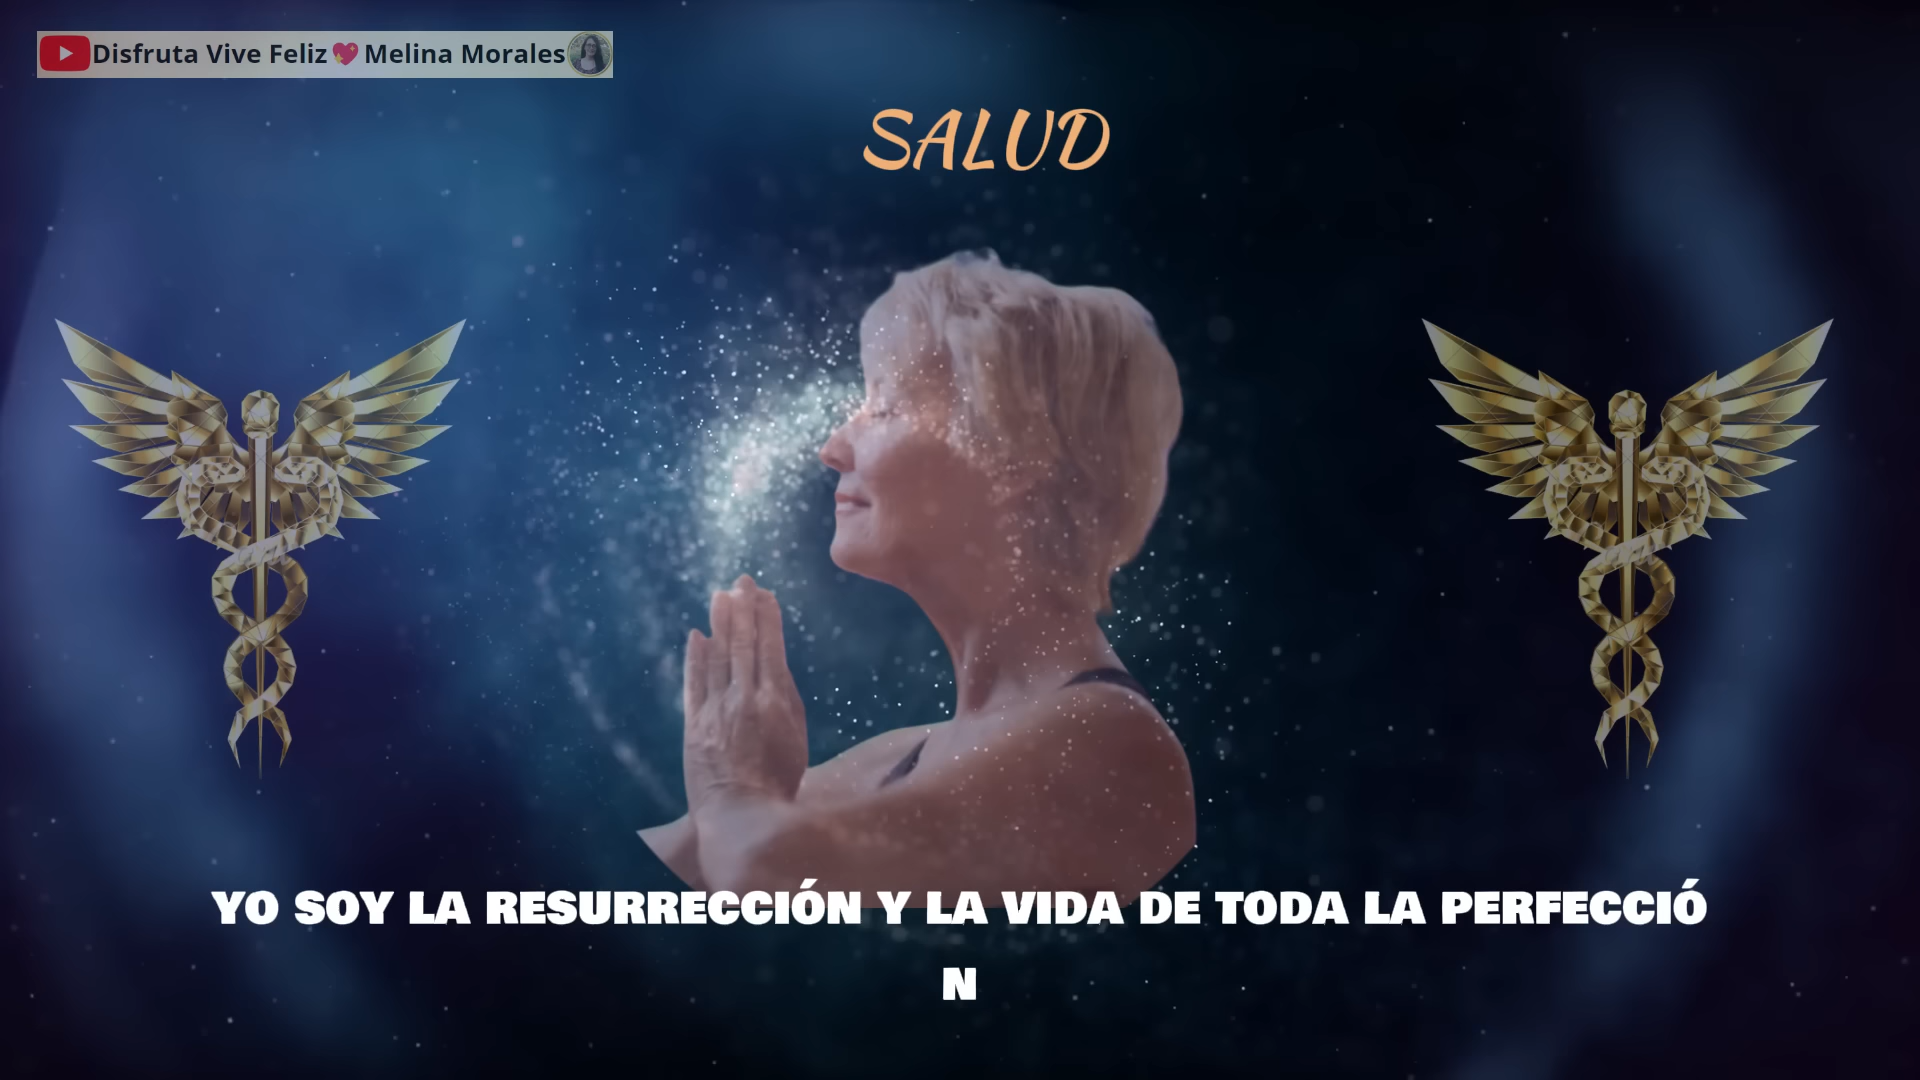 Disfruta Vive Feliz💖Melina Morales
SALUD
YO SOY LA RESURRECCIÓN Y LA VIDA DE TODA LA PERFECCIÓ
N